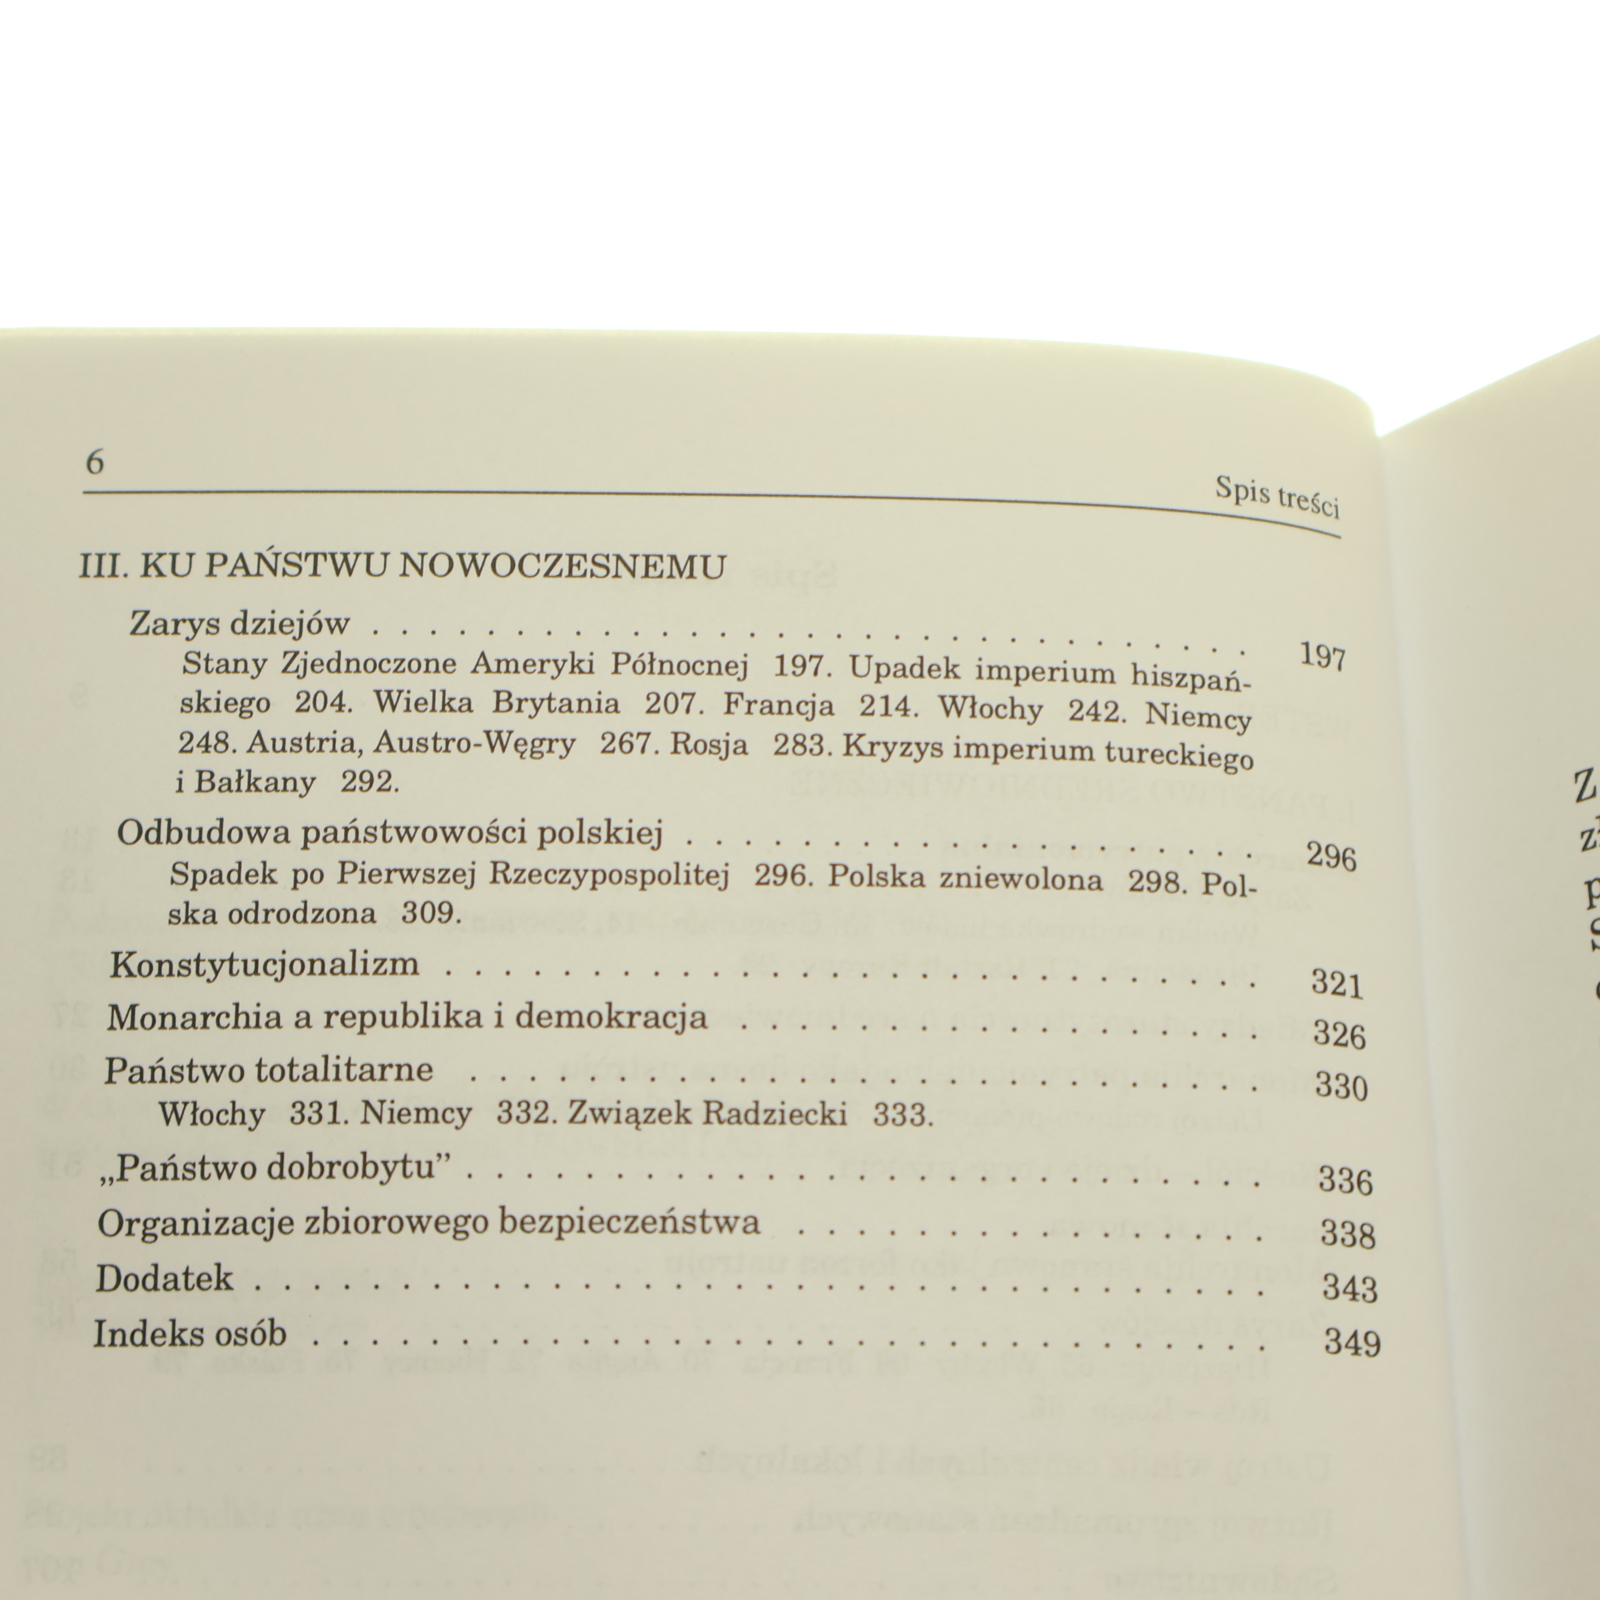 6
Spis treści
III. KU PAŃSTWU NOWOCZESNEMU
Zarys dziejów . . . . . . . . . . . . . . . . . . . . . . . . . . . . . . . 197
Stany Zjednoczone Ameryki Północnej 197. Upadek imperium hiszpań-
skiego 204. Wielka Brytania 207. Francja 214. Włochy 242. Niemcy
248. Austria, Austro-Węgry 267. Rosja 283. Kryzys imperium tureckiego
i Bałkany 292.
Odbudowa państwowości polskiej . . . . . . . . . . . . . . . . . . . . 296
Spadek po Pierwszej Rzeczypospolitej 296. Polska zniewolona 298. Pol-
ska odrodzona 309.
Konstytucjonalizm . . . . . . . . . . . . . . . . . . . . . . . . . . . . 321
Monarchia a republika i demokracja . . . . . . . . . . . . . . . . . . 326
Państwo totalitarne . . . . . . . . . . . . . . . . . . . . . . . . . . . 330
Włochy 331. Niemcy 332. Związek Radziecki 333.
„Państwo dobrobytu” . . . . . . . . . . . . . . . . . . . . . . . . . . . 336
Organizacje zbiorowego bezpieczeństwa . . . . . . . . . . . . . . . . 338
Dodatek . . . . . . . . . . . . . . . . . . . . . . . . . . . . . . . . . . . 343
Indeks osób . . . . . . . . . . . . . . . . . . . . . . . . . . . . . . . . . 349